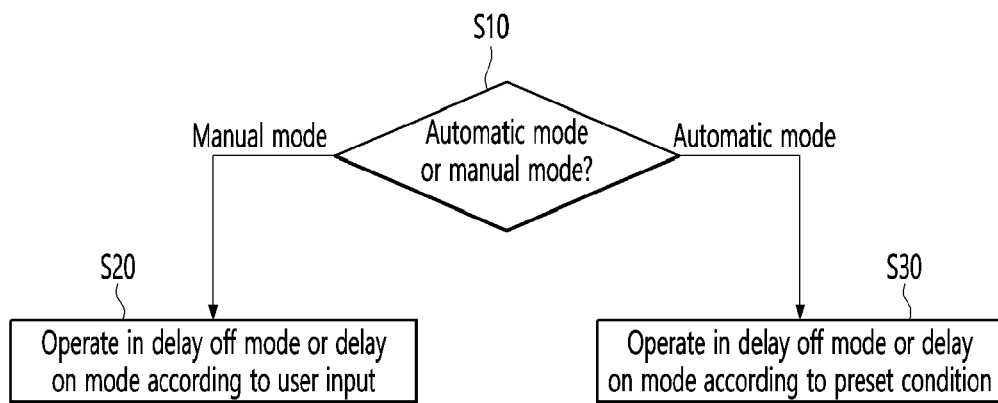 S10
Automatic mode
or manual mode?
Manual mode
Automatic mode
S20
Operate in delay off mode or delay
on mode according to user input
S30
Operate in delay off mode or delay
on mode according to preset condition